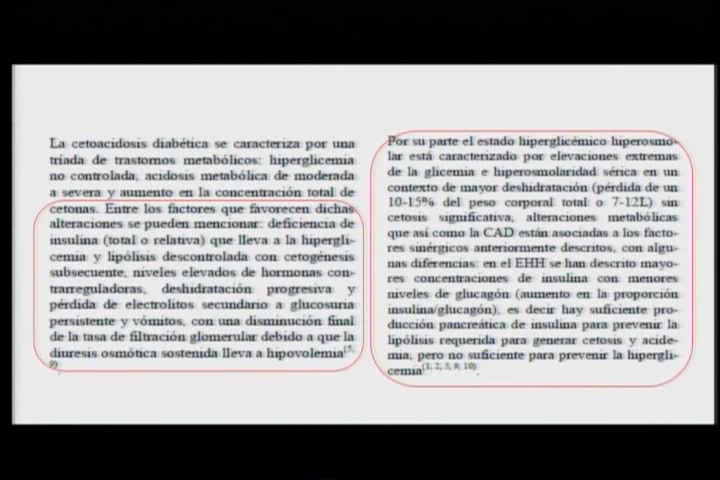 La cetoacidosis diabética se caracteriza por una
tríada de trastornos metabólicos: hiperglicemia
no controlada, acidosis metabólica de moderada
a severa y aumento en la concentración total de
cetonas. Entre los factores que favorecen dichas
alteraciones se pueden mencionar: deficiencia de
insulina (total o relativa) que lleva a la hipergli-
cemia y lipólisis descontrolada con cetogénesis
subsecuente, niveles elevados de hormonas con-
trarreguladoras, deshidratación progresiva y
pérdida de electrolitos secundario a glucosuria
persistente y vómitos, con una disminución final
de la tasa de filtración glomerular debido a que la
diuresis osmótica sostenida lleva a hipovolemia(5,
9).
Por su parte el estado hiperglicémico hiperosmo-
lar está caracterizado por elevaciones extremas
de la glicemia e hiperosmolaridad sérica en un
contexto de mayor deshidratación (pérdida de un
10-15% del peso corporal total o 7-12L) sin
cetosis significativa, alteraciones metabólicas
que así como la CAD están asociadas a los facto-
res sinérgicos anteriormente descritos, con algu-
nas diferencias: en el EHH se han descrito mayo-
res concentraciones de insulina con menores
niveles de glucagón (aumento en la proporción
insulina/glucagón), es decir hay suficiente pro-
ducción pancreática de insulina para prevenir la
lipólisis requerida para generar cetosis y acide-
mia, pero no suficiente para prevenir la hipergli-
cemia(1, 2, 5, 9, 10).